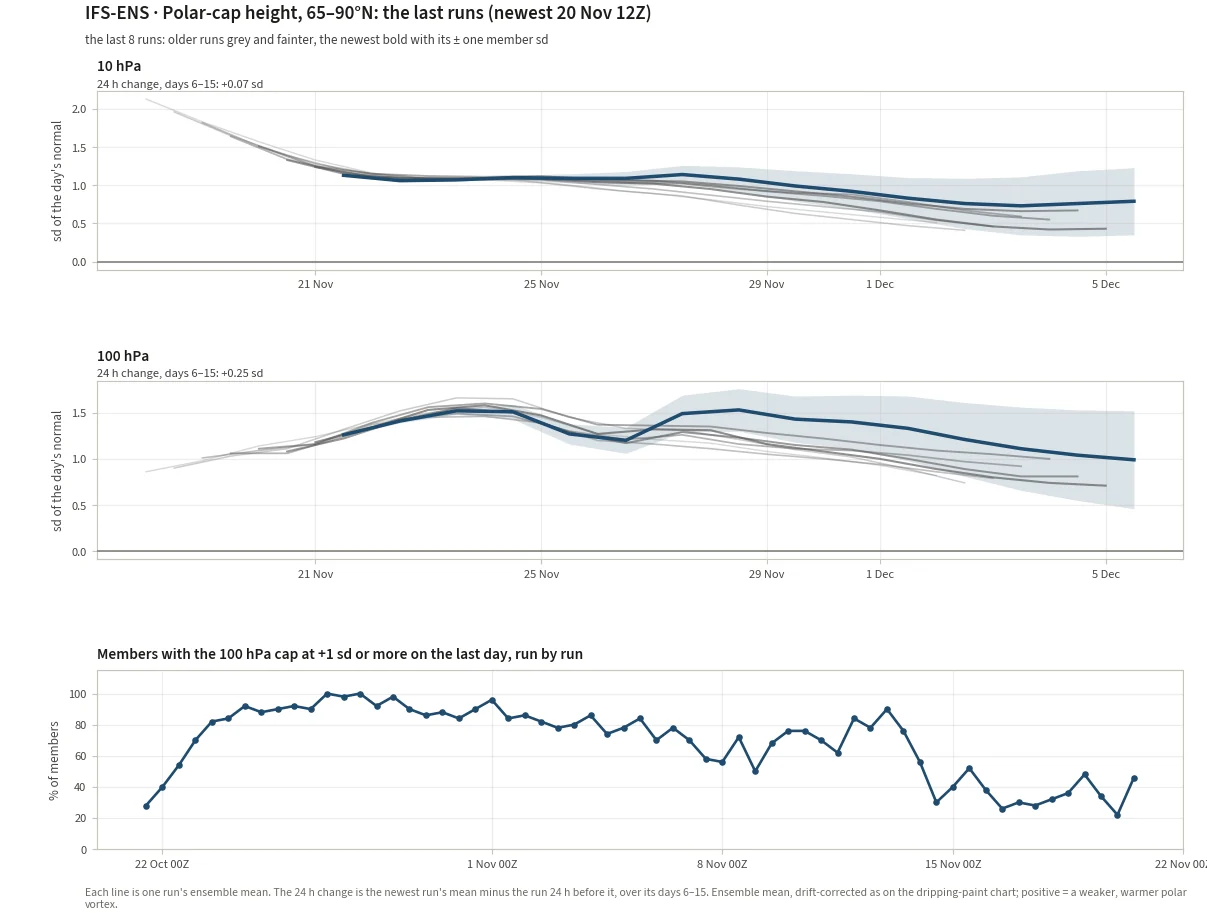 IFS-ENS · Polar-cap height, 65–90°N: the last runs (newest 20 Nov 12Z)
the last 8 runs: older runs grey and fainter, the newest bold with its ± one member sd
10 hPa
24 h change, days 6–15: +0.07 sd
sd of the day's normal
2.0
1.5
1.0
0.5
0.0
21 Nov 25 Nov 29 Nov 1 Dec 5 Dec
100 hPa
24 h change, days 6–15: +0.25 sd
sd of the day's normal
1.5
1.0
0.5
0.0
21 Nov 25 Nov 29 Nov 1 Dec 5 Dec
Members with the 100 hPa cap at +1 sd or more on the last day, run by run
% of members
100
80
60
40
20
0
22 Oct 00Z 1 Nov 00Z 8 Nov 00Z 15 Nov 00Z 22 Nov 00Z
Each line is one run's ensemble mean. The 24 h change is the newest run's mean minus the run 24 h before it, over its days 6–15. Ensemble mean, drift-corrected as on the dripping-paint chart; positive = a weaker, warmer polar
vortex.